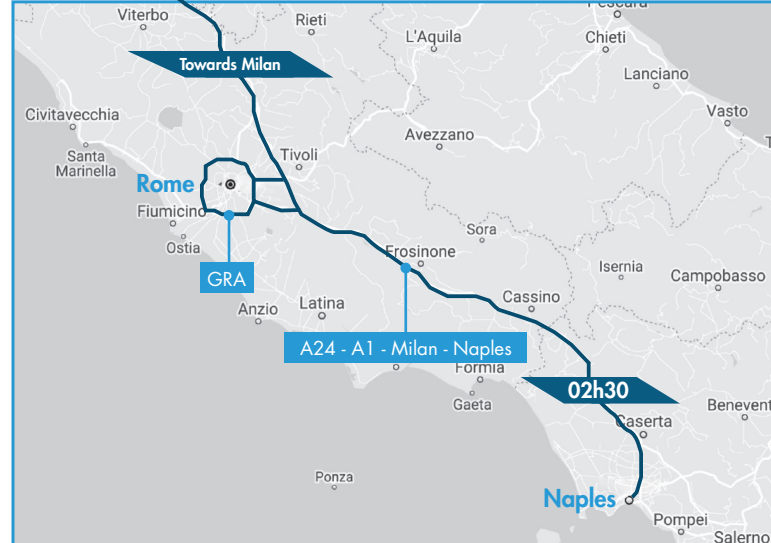 Pescara
Viterbo
Rieti
L'Aquila
Chieti
Towards Milan
Lanciano
Civitavecchia
Vasto
Avezzano
Santa
Marinella
Tivoli
Rome
Fiumicino
Sora
Ostia
Frosinone
GRA
Isernia
Campobasso
Cassino
Anzio
Latina
A24 - A1 - Milan - Naples
Formia
02h30
Gaeta
Benevent
Caserta
Ponza
Naples
Pompei
Salerno